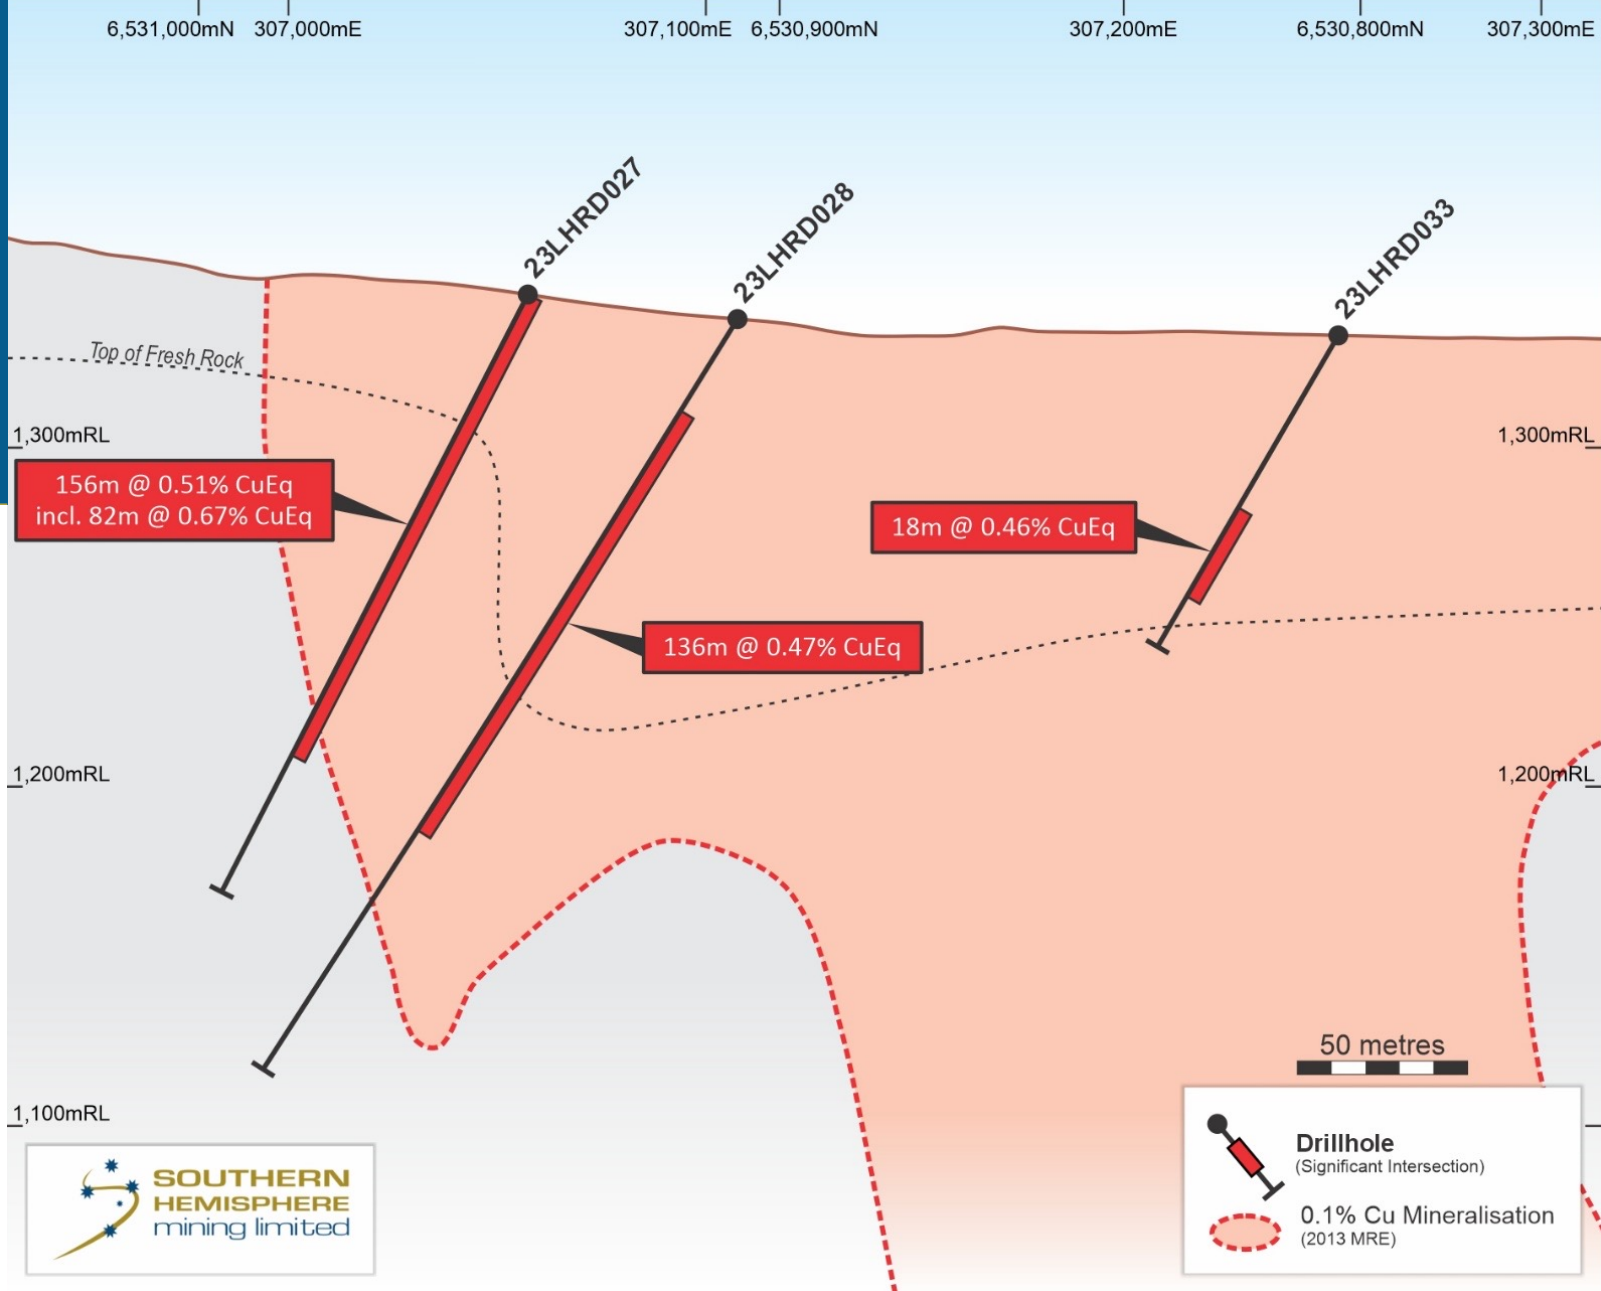 6,531,000mN 307,000mE 307,100mE 6,530,900mN 307,200mE 6,530,800mN 307,300mE
23LHRD027
23LHRD028
23LHRD033
Top of Fresh Rock
1,300mRL 1,300mRL
156m @ 0.51% CuEq
incl. 82m @ 0.67% CuEq
18m @ 0.46% CuEq
136m @ 0.47% CuEq
1,200mRL 1,200mRL
50 metres
1,100mRL
SOUTHERN
HEMISPHERE
mining limited
Drillhole
(Significant Intersection)
0.1% Cu Mineralisation
(2013 MRE)